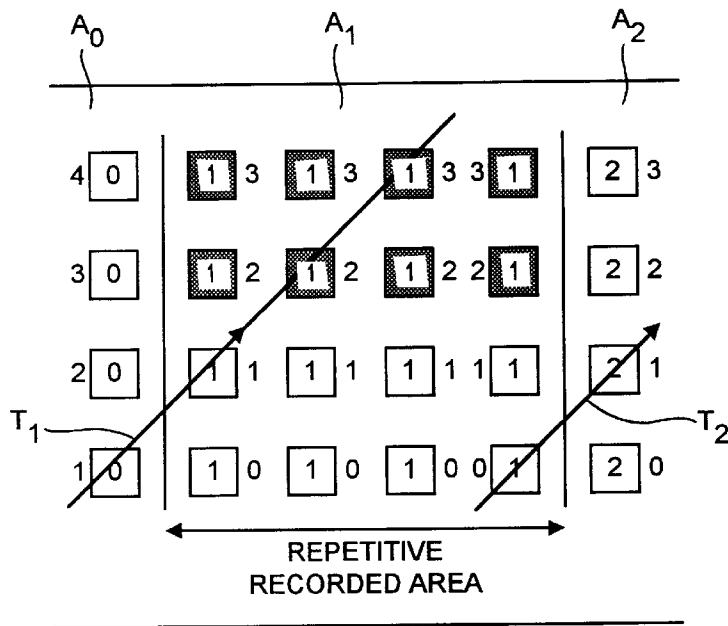 A0 A1 A2
4 0 1 3 1 3 1 3 3 1 2 3
3 0 1 2 1 2 1 2 2 1 2 2
2 0 1 1 1 1 1 1 1 1 2 1
T1 T2
1 0 1 0 1 0 1 0 0 1 2 0
REPETITIVE
RECORDED AREA